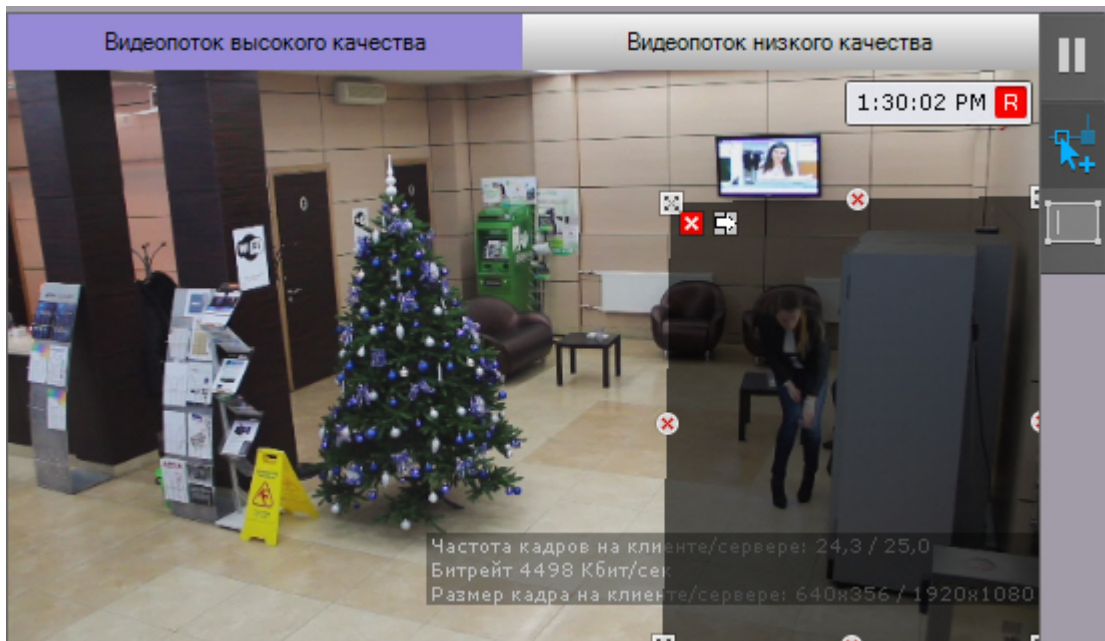 Видеопоток высокого качества
Видеопоток низкого качества
1:30:02 PM R
Частота кадров на клиенте/сервере: 24,3 / 25,0
Битрейт 4498 Кбит/сек
Размер кадра на клиенте/сервере: 640x356 / 1920x1080